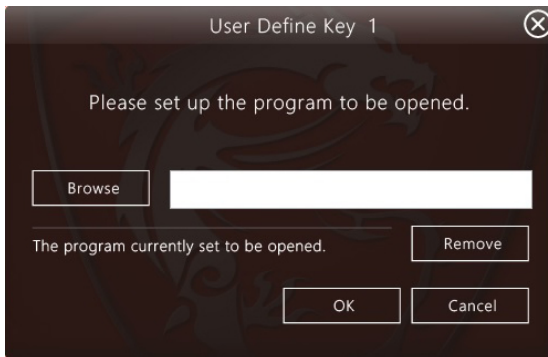 User Define Key 1
Please set up the program to be opened.
Browse
The program currently set to be opened.
Remove
OK
Cancel